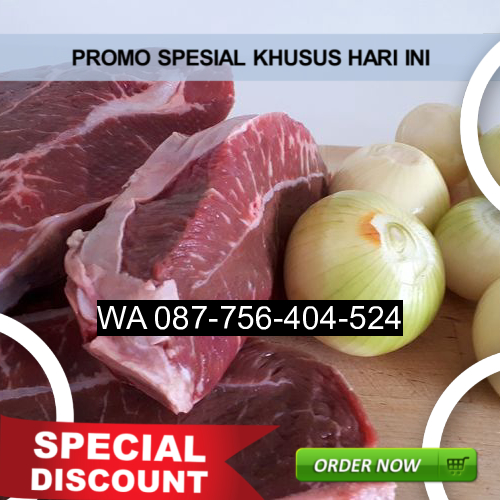 PROMO SPESIAL KHUSUS HARI INI
WA 087-756-404-524
SPECIAL
DISCOUNT
ORDER NOW